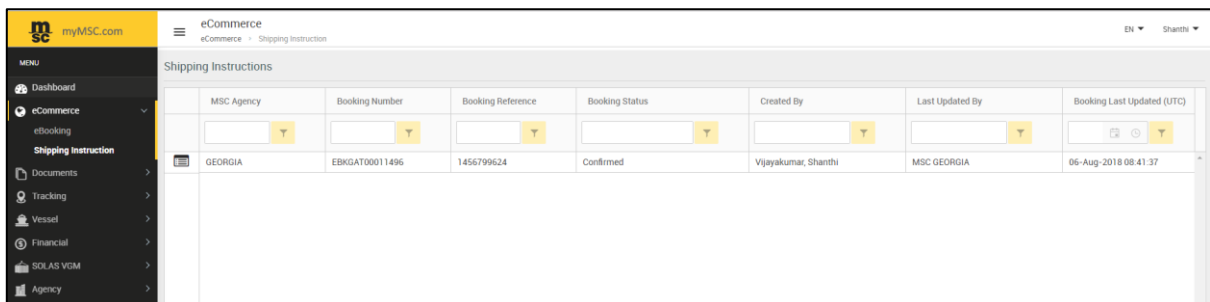 msc myMSC.com
eCommerce
eCommerce Shipping Instruction
EN Shanthi
MENU
Dashboard
eCommerce
eBooking
Shipping Instruction
Documents
Tracking
Vessel
Financial
SOLAS VGM
Agency
Shipping Instructions
MSC Agency Booking Number Booking Reference Booking Status Created By Last Updated By Booking Last Updated (UTC)
GEORGIA EBKGAT00011496 1456799624 Confirmed Vijayakumar, Shanthi MSC GEORGIA 06-Aug-2018 08:41:37